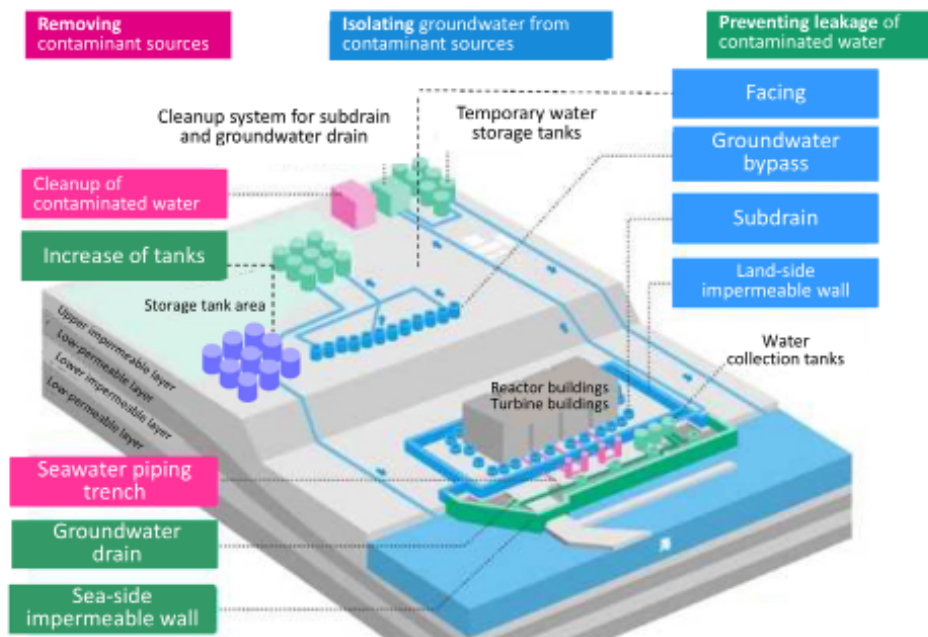 Removing
contaminant sources
Isolating groundwater from
contaminant sources
Preventing leakage of
contaminated water
Facing
Cleanup system for subdrain
and groundwater drain
Temporary water
storage tanks
Groundwater
bypass
Cleanup of
contaminated water
Subdrain
Increase of tanks
Land-side
impermeable wall
Storage tank area
Upper impermeable layer
Low-permeable layer
Lower impermeable layer
Low-permeable layer
Water
collection tanks
Reactor buildings
Turbine buildings
Seawater piping
trench
Groundwater
drain
Sea-side
impermeable wall